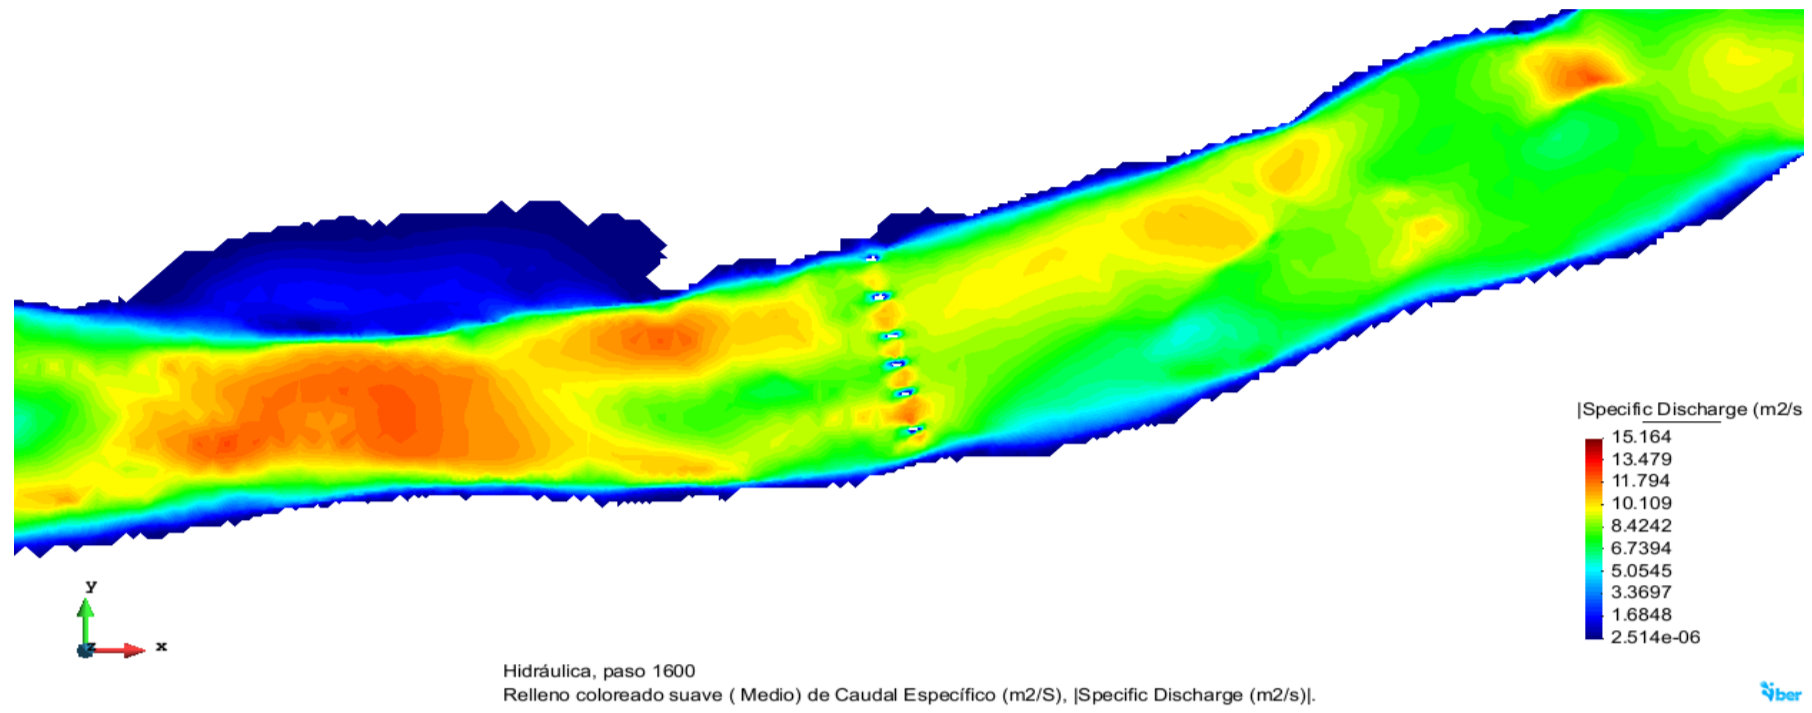 |Specific Discharge (m2/s
15.164
13.479
11.794
10.109
8.4242
6.7394
5.0545
3.3697
1.6848
2.514e-06
y
z
x
Hidráulica, paso 1600
Relleno coloreado suave ( Medio) de Caudal Específico (m2/S), |Specific Discharge (m2/s)|.
iber